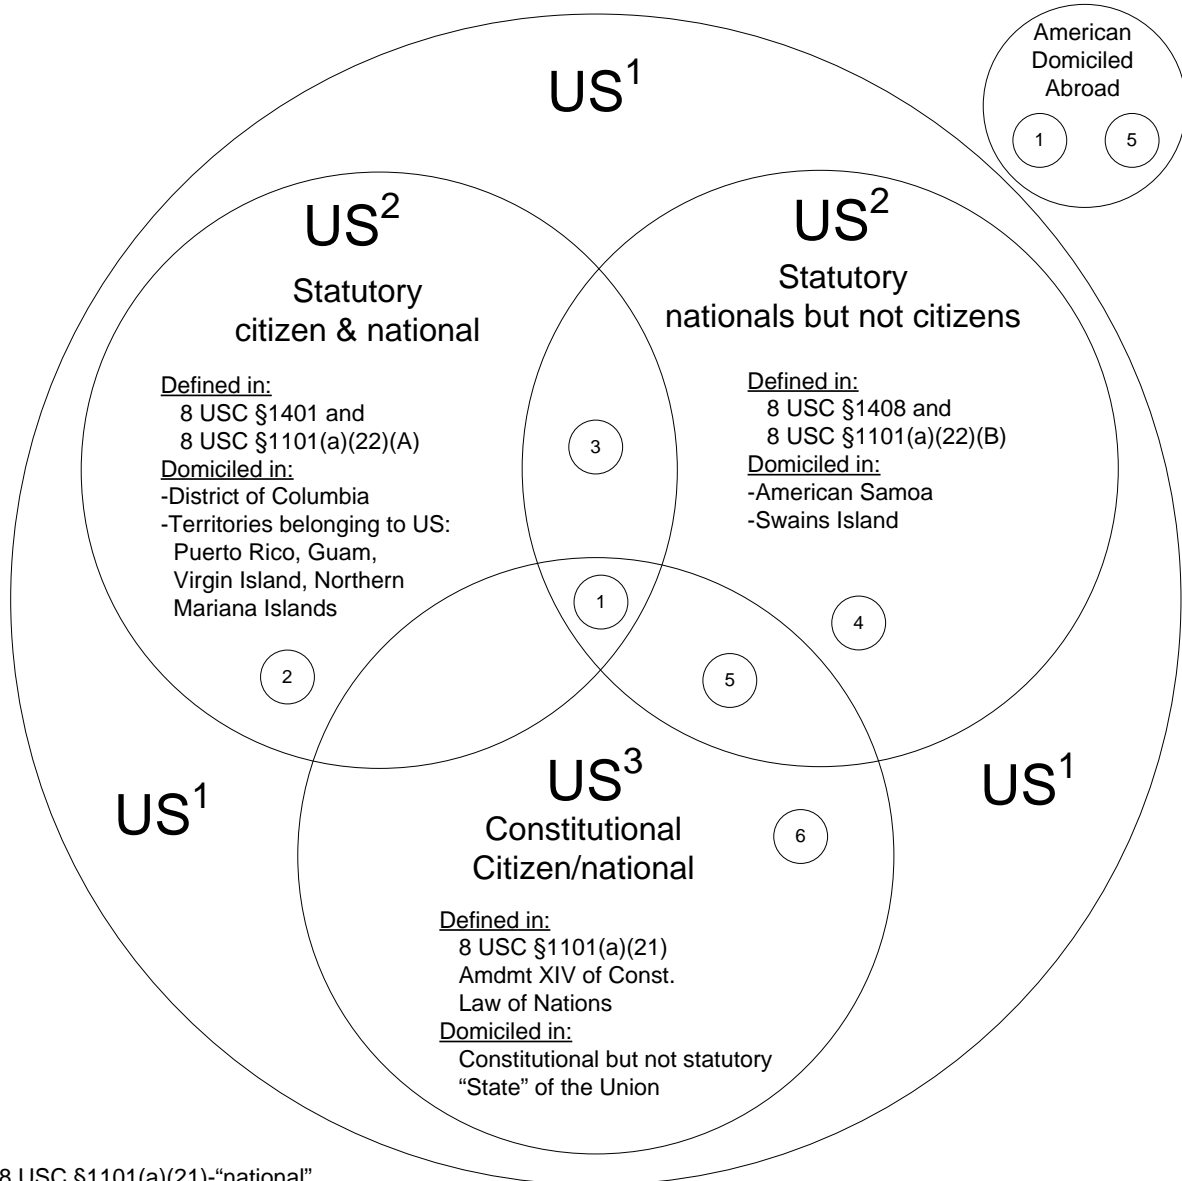 US¹
American
Domiciled
Abroad
1 5
US²
Statutory
citizen & national
Defined in:
8 USC §1401 and
8 USC §1101(a)(22)(A)
Domiciled in:
-District of Columbia
-Territories belonging to US:
Puerto Rico, Guam,
Virgin Island, Northern
Mariana Islands
2
US²
Statutory
nationals but not citizens
Defined in:
8 USC §1408 and
8 USC §1101(a)(22)(B)
Domiciled in:
-American Samoa
-Swains Island
4
3
1
5
US¹
US³
Constitutional
Citizen/national
6
Defined in:
8 USC §1101(a)(21)
Amdmt XIV of Const.
Law of Nations
Domiciled in:
Constitutional but not statutory
“State” of the Union
US¹
8 USC §1101(a)(21)-“national”